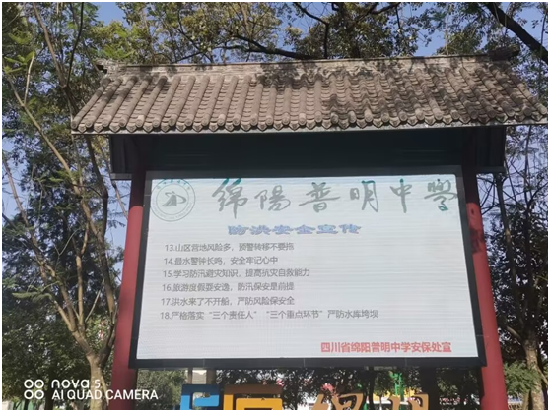 绵陽普明中學
防洪安全宣传
13.山区营地风险多，预警转移不要拖
14.避水警钟长鸣，安全牢记心中
15.学习防汛避灾知识，提高抗灾自救能力
16.旅游度假要安逸，防汛保安是前提
17.洪水来了不开船，严防风险保安全
18.严格落实“三个责任人”“三个重点环节”严防水库垮坝
四川省绵阳普明中学安保处宣
nova 5
AI QUAD CAMERA